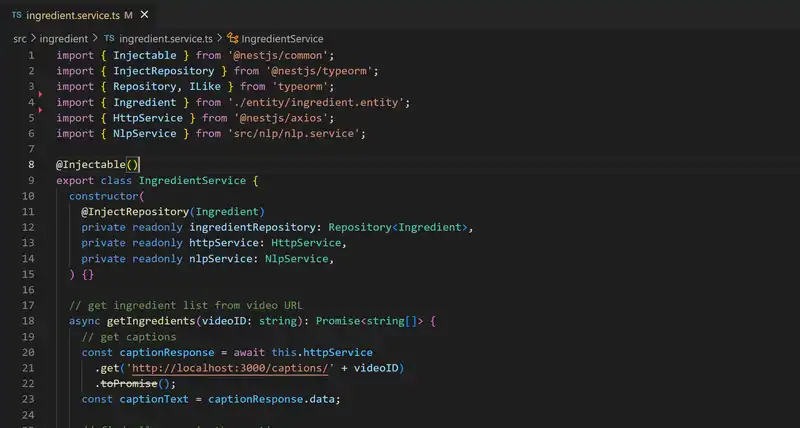 TS ingredient.service.ts M ✕
src > ingredient > TS ingredient.service.ts > IngredientService
1 import { Injectable } from '@nestjs/common';
2 import { InjectRepository } from '@nestjs/typeorm';
3 import { Repository, ILike } from 'typeorm';
4 import { Ingredient } from './entity/ingredient.entity';
5 import { HttpService } from '@nestjs/axios';
6 import { NlpService } from 'src/nlp/nlp.service';
7
8 @Injectable()
9 export class IngredientService {
10 constructor(
11 @InjectRepository(Ingredient)
12 private readonly ingredientRepository: Repository<Ingredient>,
13 private readonly httpService: HttpService,
14 private readonly nlpService: NlpService,
15 ) {}
16
17 // get ingredient list from video URL
18 async getIngredients(videoID: string): Promise<string[]> {
19 // get captions
20 const captionResponse = await this.httpService
21 .get('http://localhost:3000/captions/' + videoID)
22 .toPromise();
23 const captionText = captionResponse.data;
24